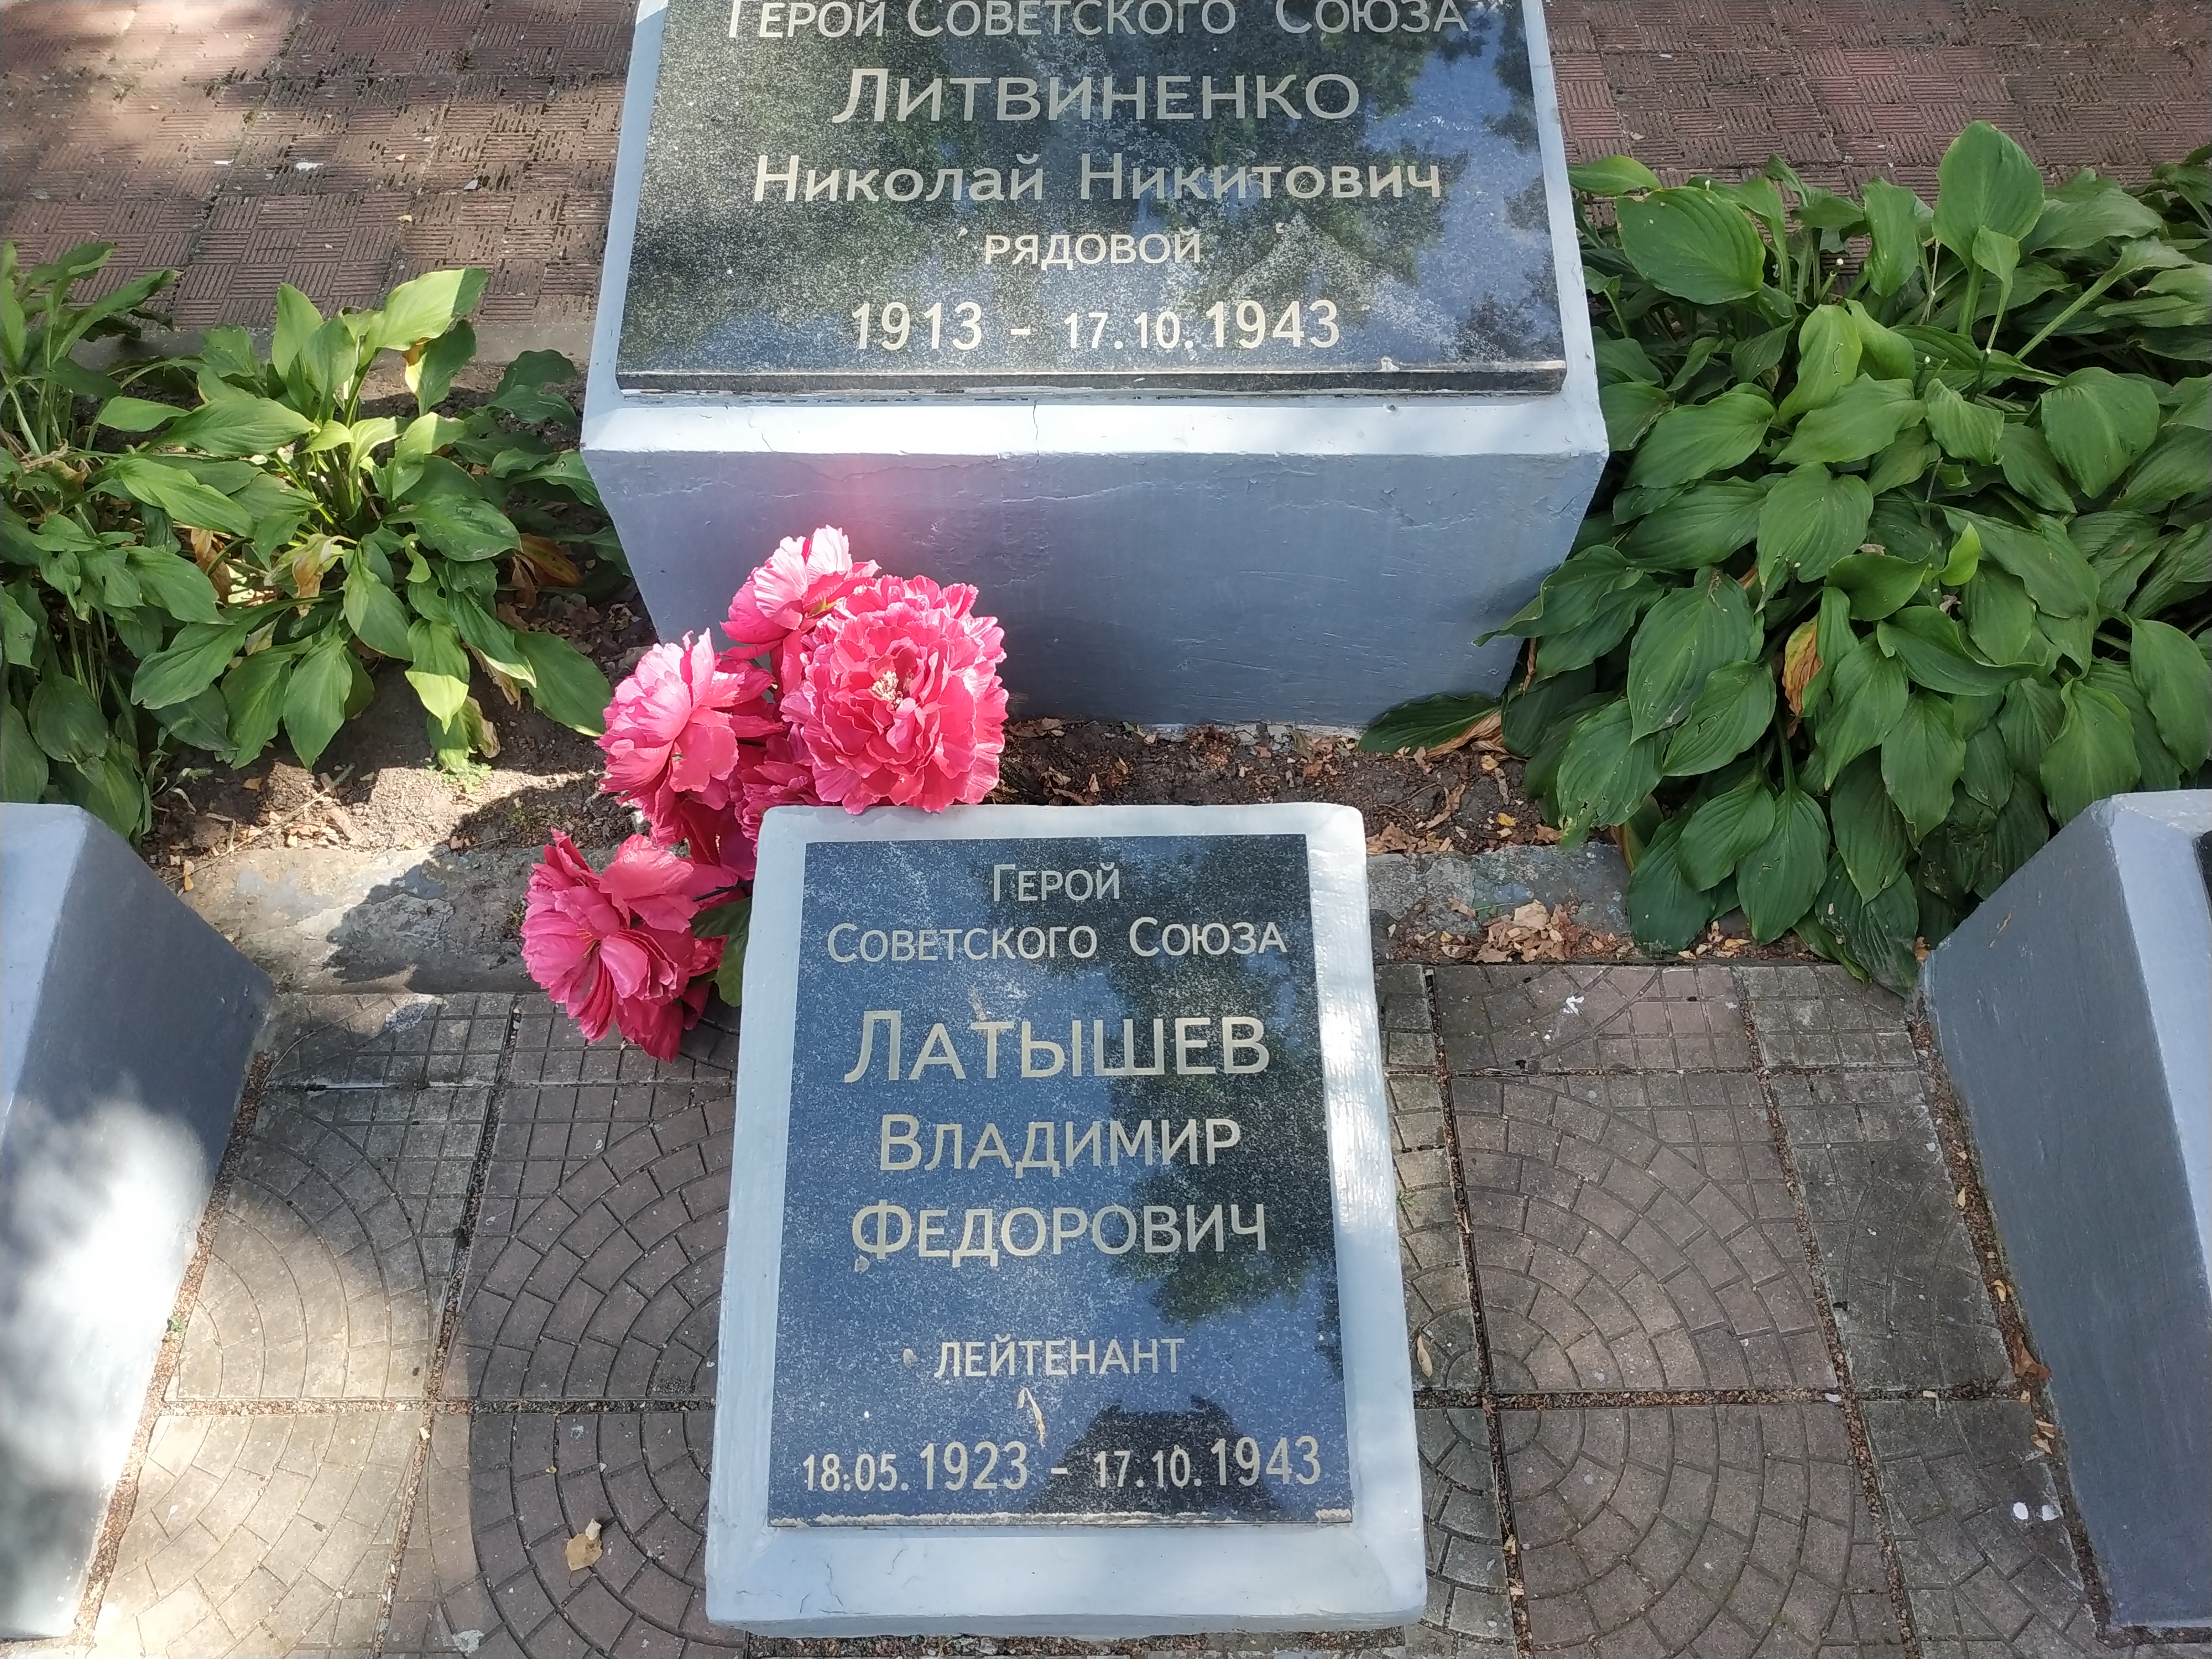 Герой Советского Союза
Литвиненко
Николай Никитович
рядовой
1913 - 17.10.1943
Герой
Советского Союза
Латышев
Владимир
Федорович
лейтенант
18.05.1923 - 17.10.1943